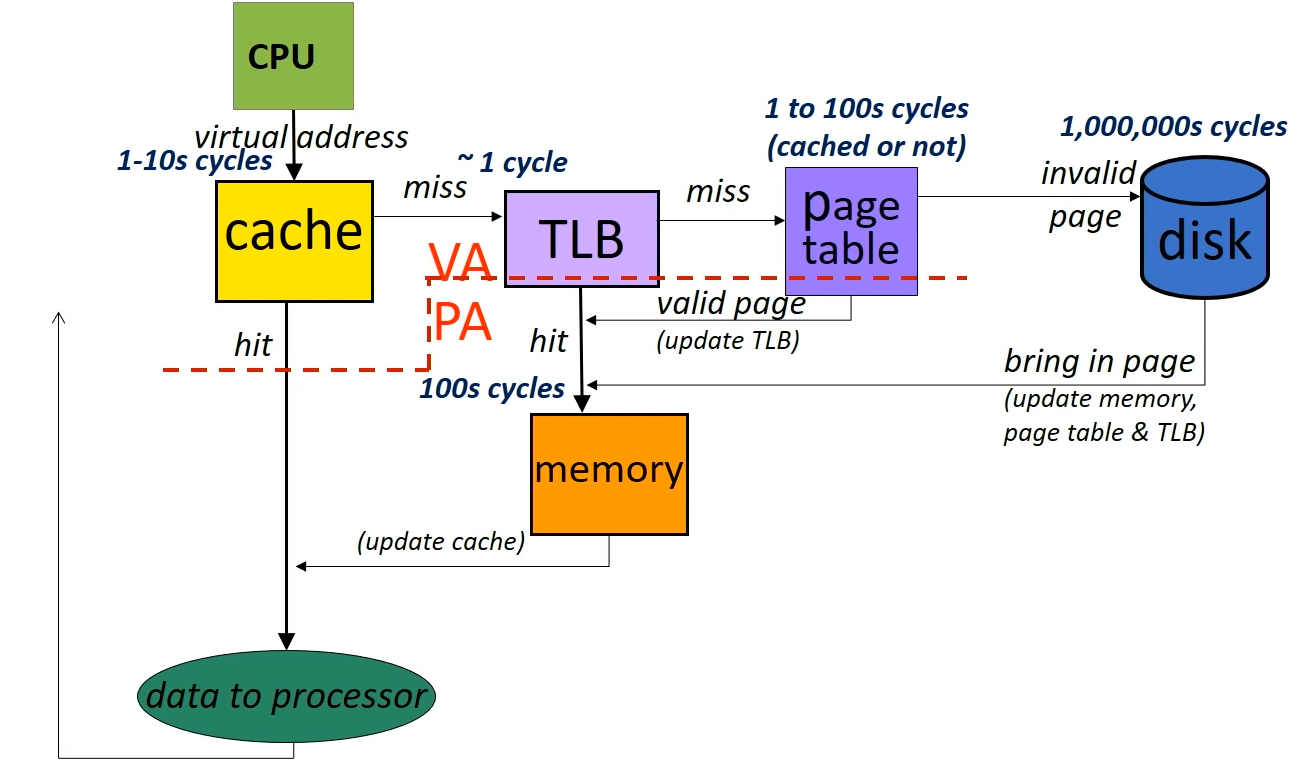 CPU
virtual address
1-10s cycles
cache
miss
~ 1 cycle
TLB
miss
1 to 100s cycles
(cached or not)
page
table
invalid
page
1,000,000s cycles
disk
VA
PA
hit
hit
valid page
(update TLB)
100s cycles
bring in page
(update memory,
page table & TLB)
memory
(update cache)
data to processor